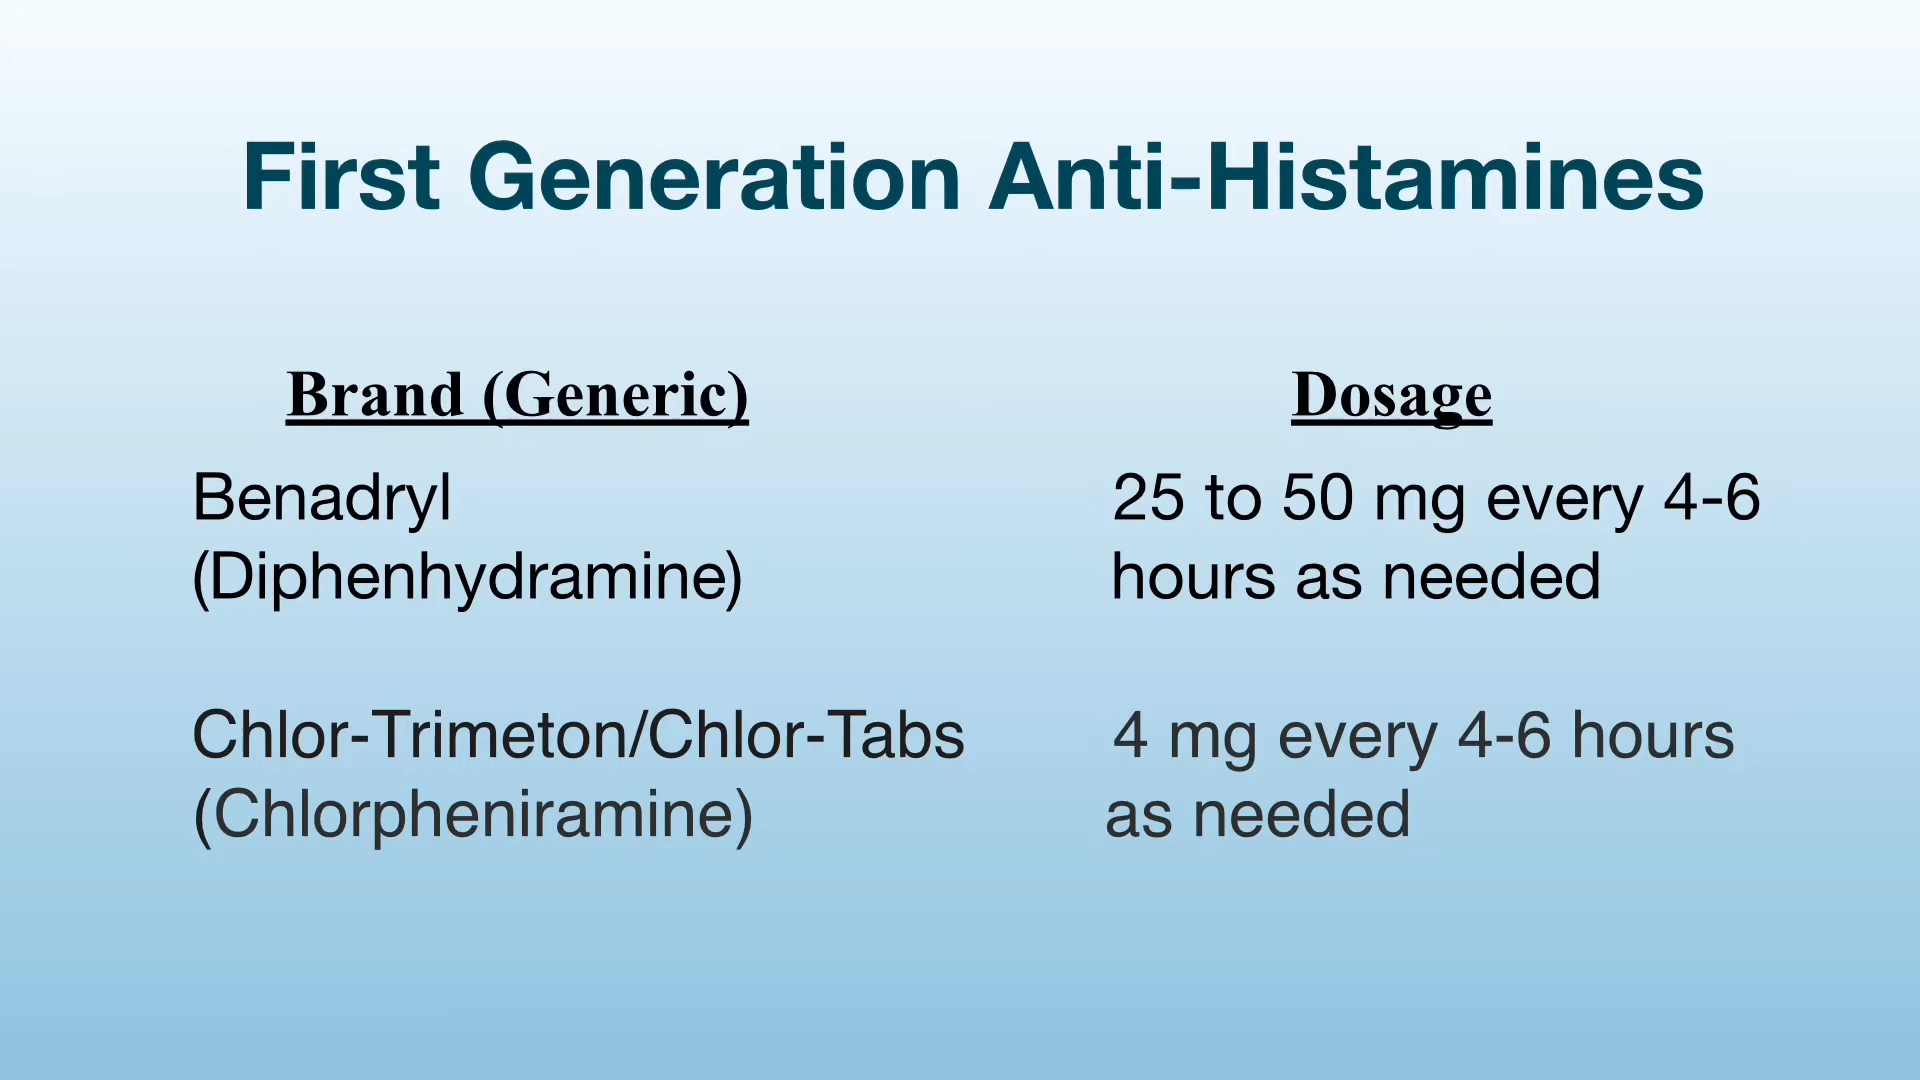 First Generation Anti-Histamines
Brand (Generic)
Dosage
Benadryl
(Diphenhydramine)
25 to 50 mg every 4-6
hours as needed
Chlor-Trimeton/Chlor-Tabs
(Chlorpheniramine)
4 mg every 4-6 hours
as needed